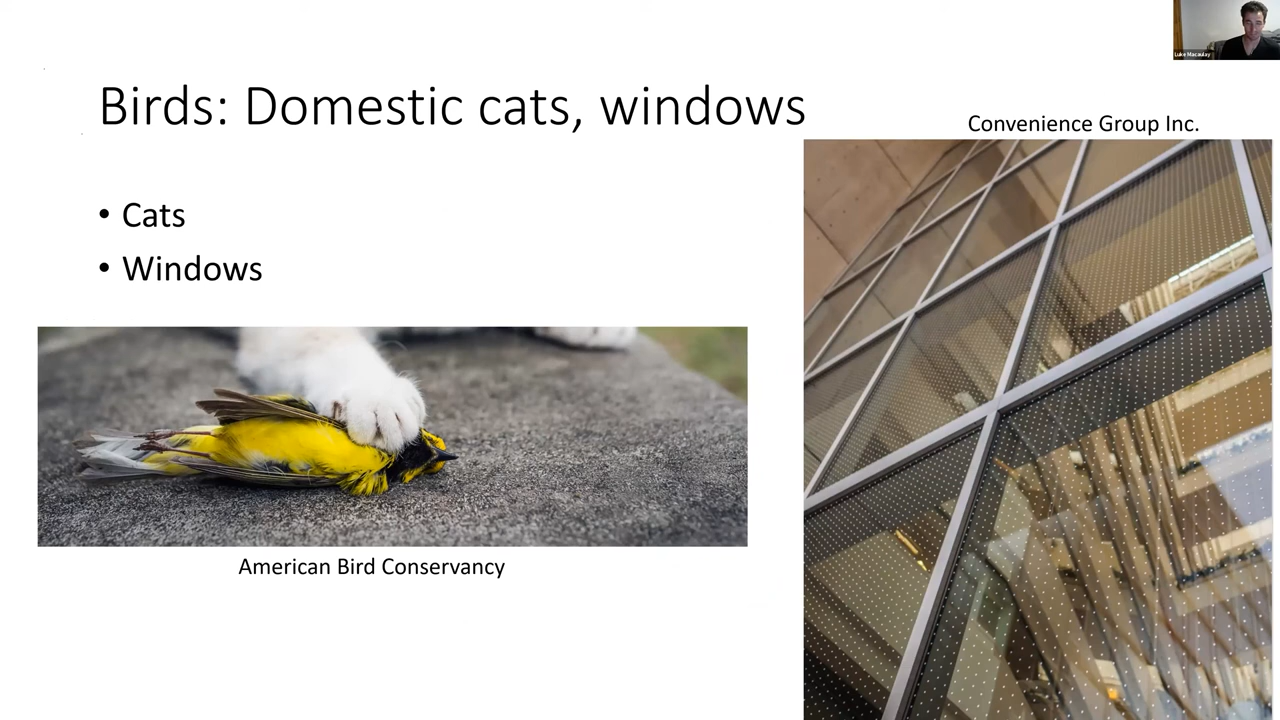 Luke Macaulay
Birds: Domestic cats, windows
Convenience Group Inc.
• Cats
• Windows
American Bird Conservancy